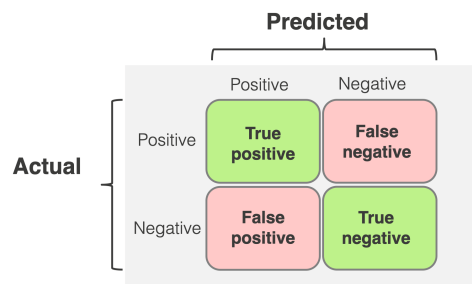 Predicted
Positive Negative
Positive
True
positive
False
negative
Actual
Negative
False
positive
True
negative